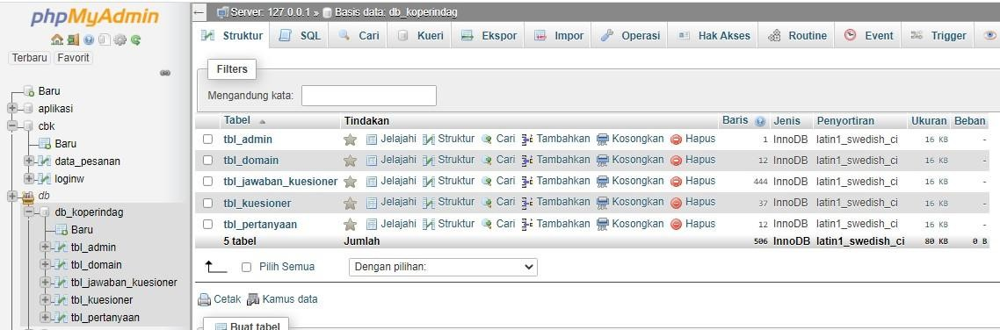 phpMyAdmin
Terbaru Favorit
Baru
aplikasi
cbk
Baru
data_pesanan
loginw
db
db_koperindag
Baru
tbl_admin
tbl_domain
tbl_jawaban_kuesioner
tbl_kuesioner
tbl_pertanyaan
Server: 127.0.0.1 » Basis data: db_koperindag
Struktur SQL Cari Kueri Ekspor Impor Operasi Hak Akses Routine Event Trigger
Filters
Mengandung kata:
Tabel Tindakan Baris Jenis Penyortiran Ukuran Beban
tbl_admin Jelajahi Struktur Cari Tambahkan Kosongkan Hapus 1 InnoDB latin1_swedish_ci 16 KB -
tbl_domain Jelajahi Struktur Cari Tambahkan Kosongkan Hapus 12 InnoDB latin1_swedish_ci 16 KB -
tbl_jawaban_kuesioner Jelajahi Struktur Cari Tambahkan Kosongkan Hapus 444 InnoDB latin1_swedish_ci 16 KB -
tbl_kuesioner Jelajahi Struktur Cari Tambahkan Kosongkan Hapus 37 InnoDB latin1_swedish_ci 16 KB -
tbl_pertanyaan Jelajahi Struktur Cari Tambahkan Kosongkan Hapus 12 InnoDB latin1_swedish_ci 16 KB -
5 tabel Jumlah 506 InnoDB latin1_swedish_ci 80 KB 0 B
Pilih Semua Dengan pilihan:
Cetak Kamus data
Buat tabel